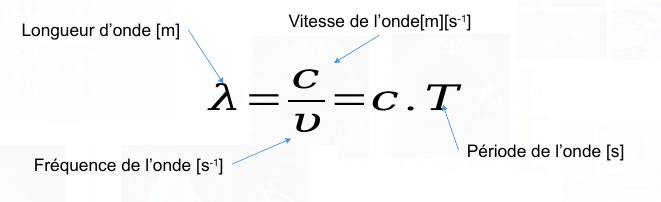 Vitesse de l'onde[m][s⁻¹]
Longueur d'onde [m]
λ = c/υ = c . T
Fréquence de l'onde [s⁻¹]
Période de l'onde [s]